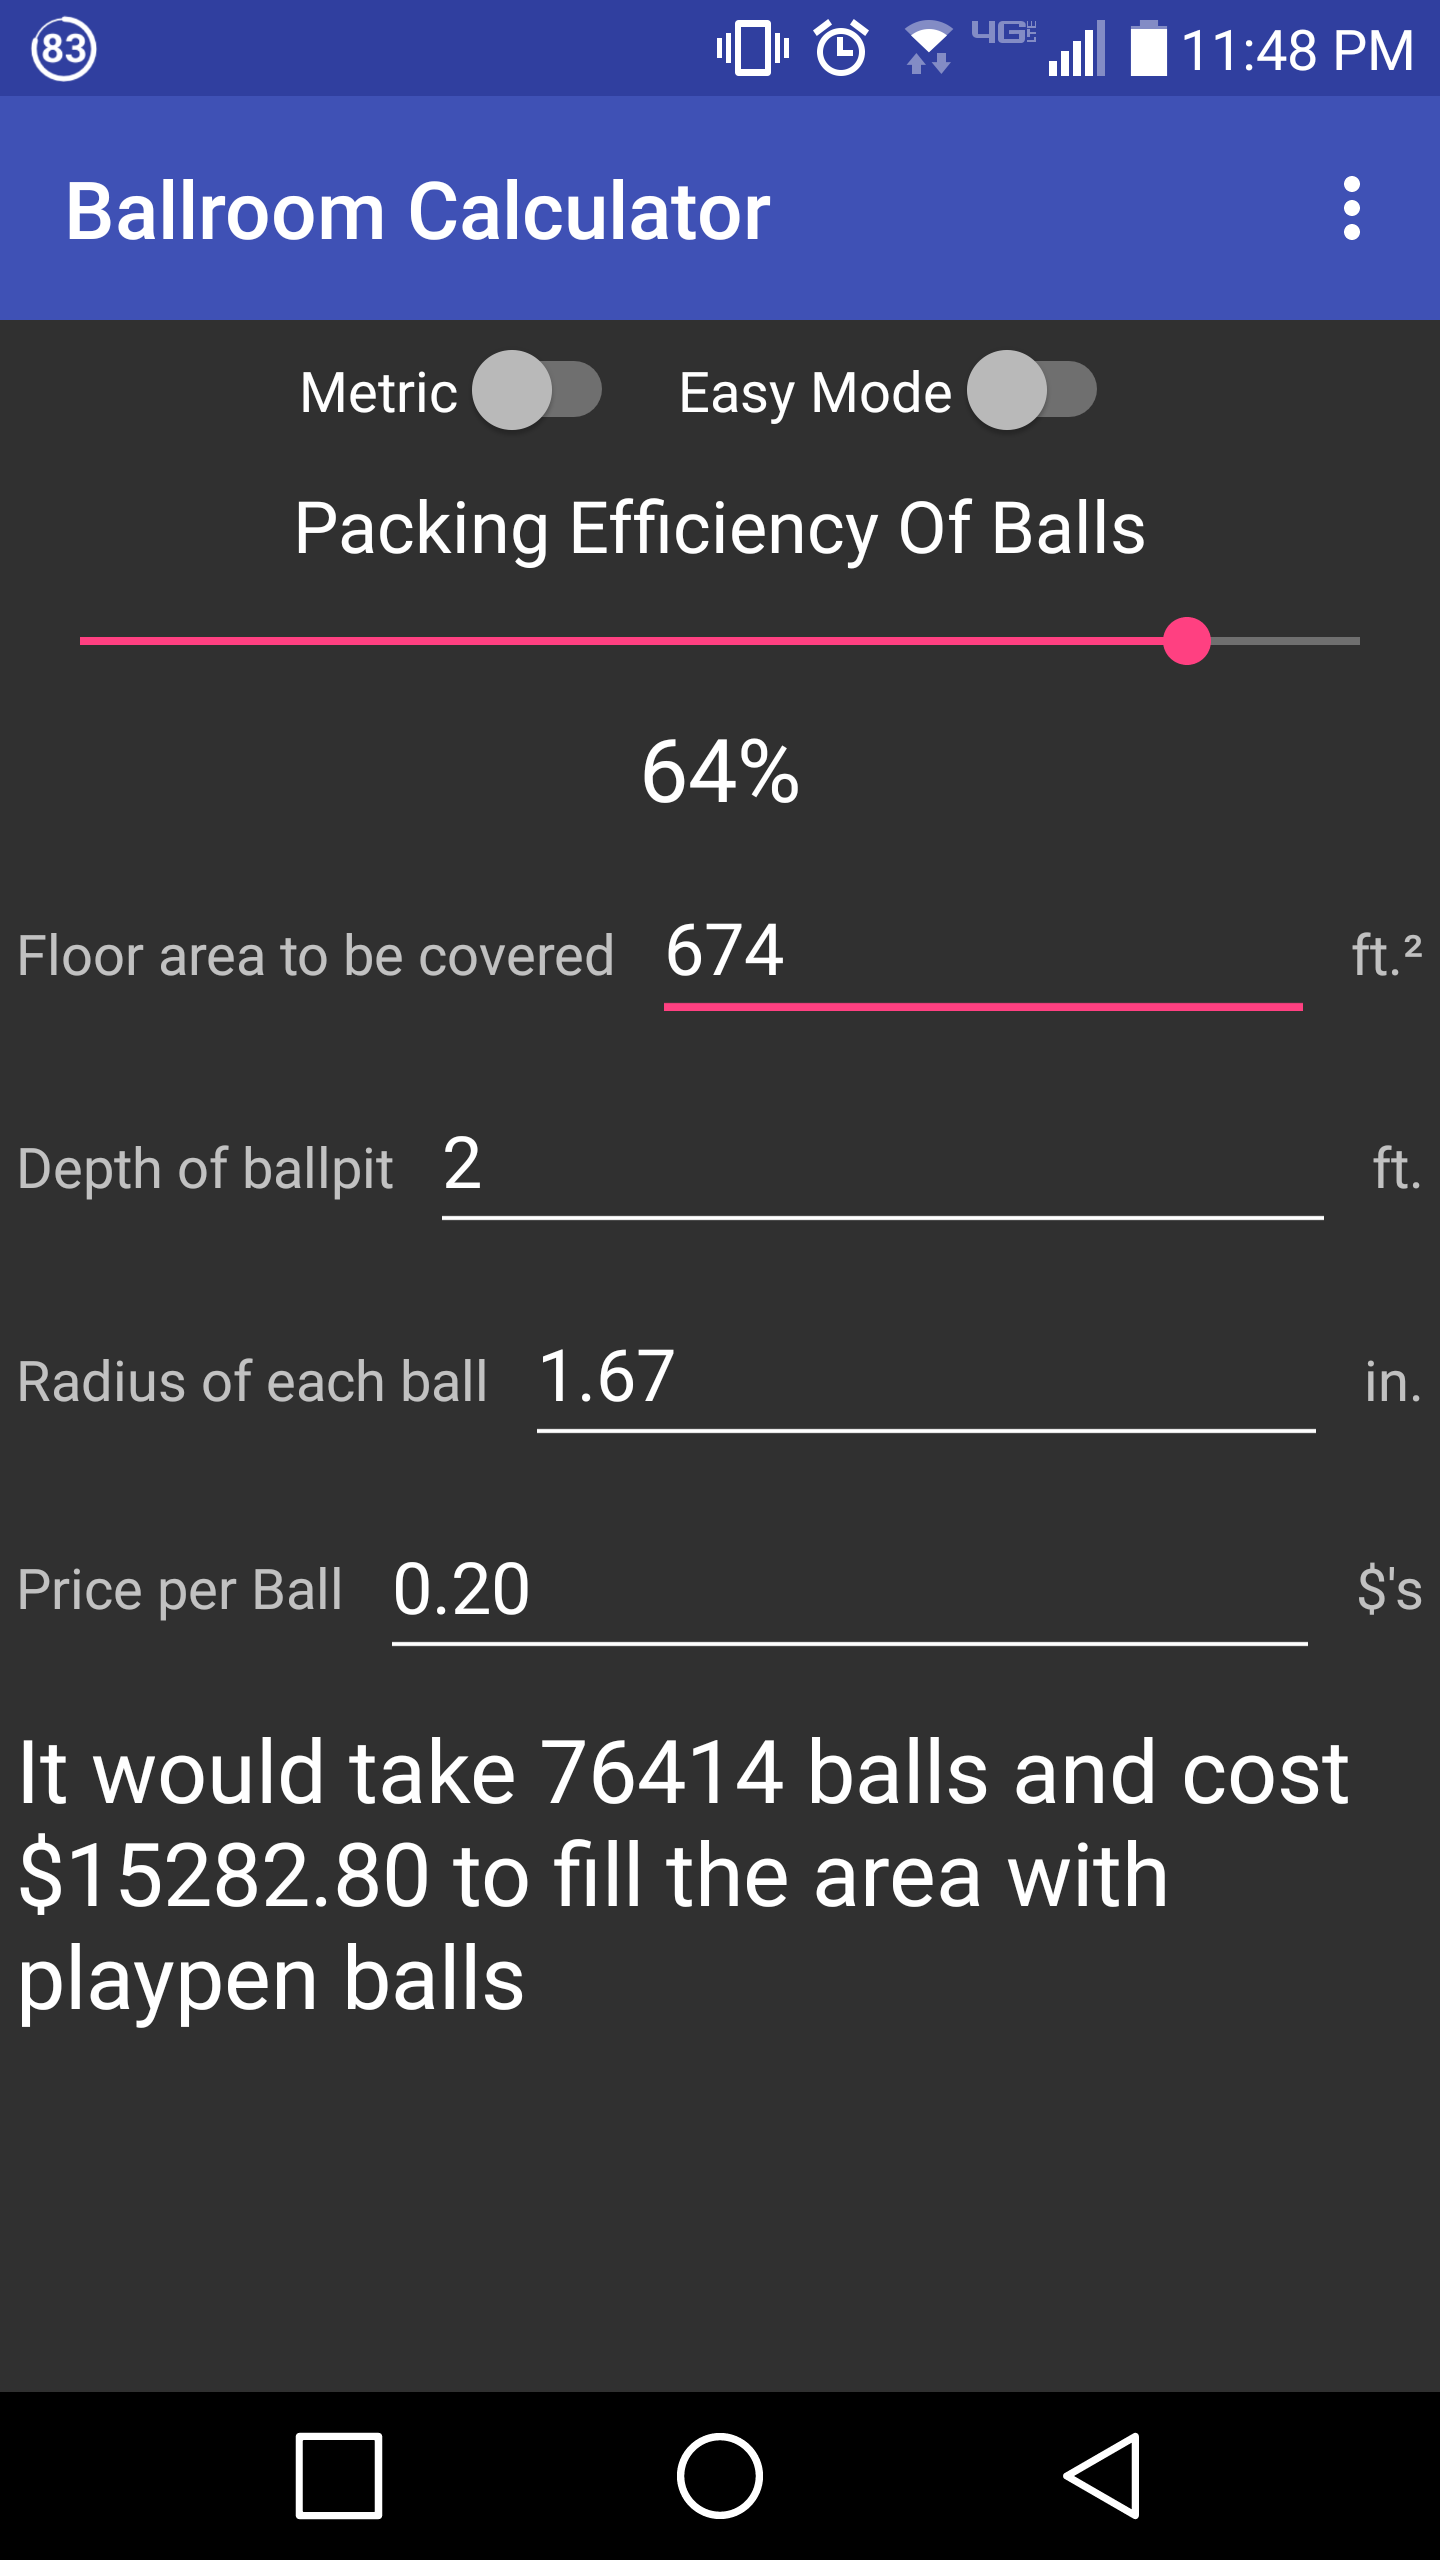 83 4G LTE 11:48 PM
Ballroom Calculator
Metric Easy Mode
Packing Efficiency Of Balls
64%
Floor area to be covered 674 ft.²
Depth of ballpit 2 ft.
Radius of each ball 1.67 in.
Price per Ball 0.20 $'s
It would take 76414 balls and cost
$15282.80 to fill the area with
playpen balls